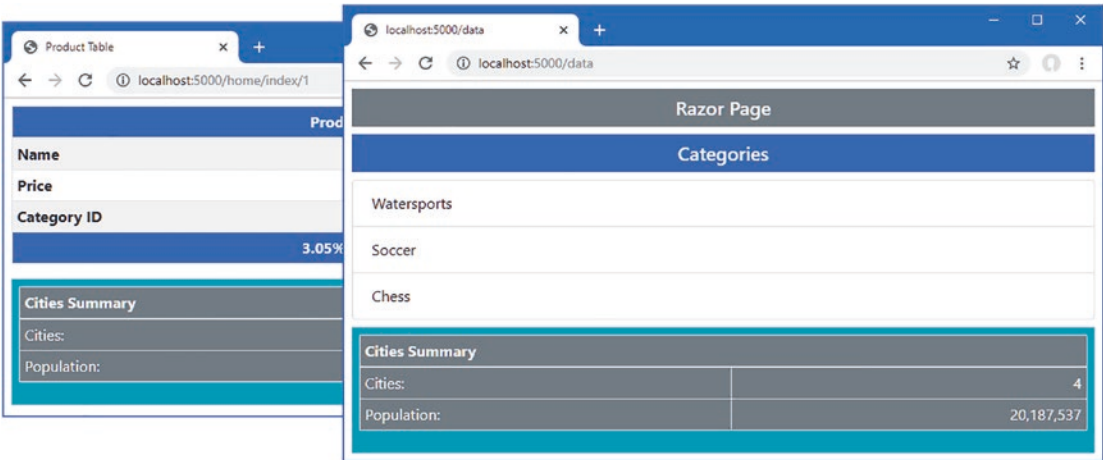 Product Table
localhost:5000/home/index/1
Prod
Name
Price
Category ID
3.05%
Cities Summary
Cities:
Population:
localhost:5000/data
localhost:5000/data
Razor Page
Categories
Watersports
Soccer
Chess
Cities Summary
Cities: 4
Population: 20,187,537